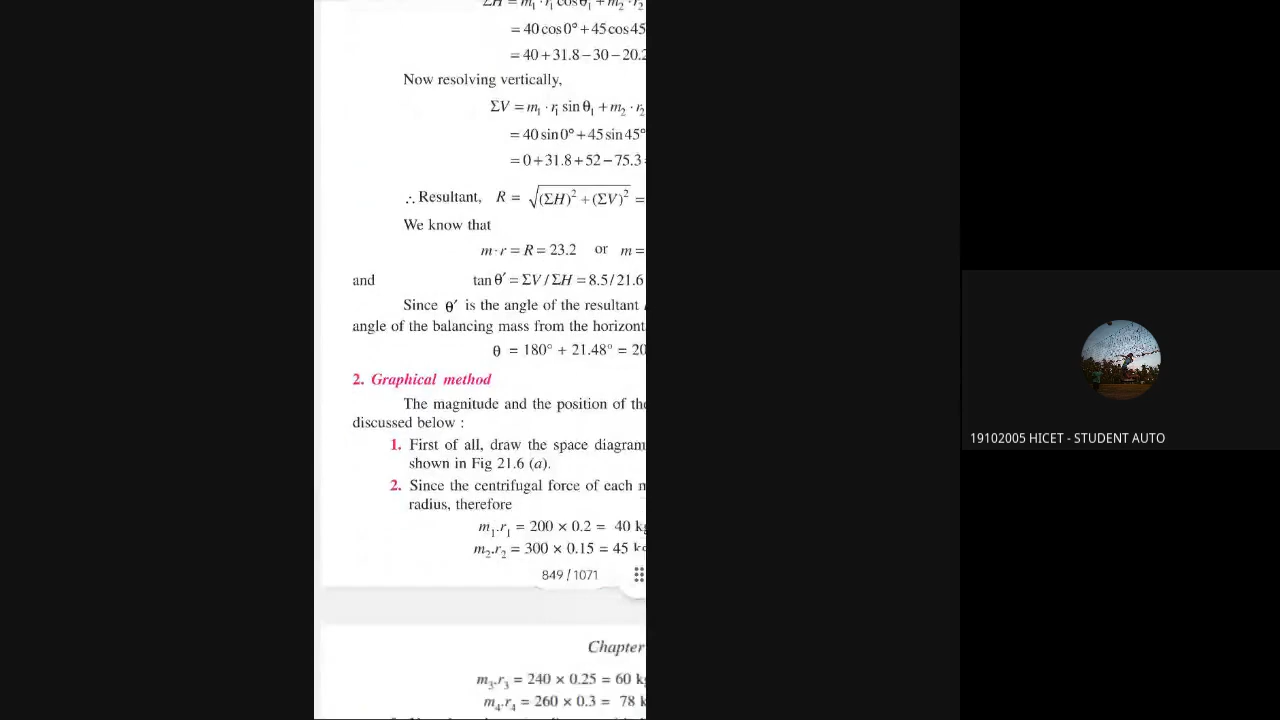 ΣH = m₁ · r₁ cos θ₁ + m₂ · r₂
= 40 cos 0° + 45 cos 45
= 40 + 31.8 − 30 − 20.2
Now resolving vertically,
ΣV = m₁ · r₁ sin θ₁ + m₂ · r₂
= 40 sin 0° + 45 sin 45°
= 0 + 31.8 + 52 − 75.3
∴ Resultant, R = √(ΣH)² + (ΣV)² =
We know that
m · r = R = 23.2 or m =
and tan θ′ = ΣV / ΣH = 8.5 / 21.6
Since θ′ is the angle of the resultant
angle of the balancing mass from the
θ = 180° + 21.48° = 20
2. Graphical method
The magnitude and the position of the
discussed below :
1. First of all, draw the space diagram
shown in Fig 21.6 (a).
2. Since the centrifugal force of each
radius, therefore
m₁.r₁ = 200 × 0.2 = 40
m₂.r₂ = 300 × 0.15 = 45
849 / 1071
Chapter
m₃.r₃ = 240 × 0.25 = 60
m₄.r₄ = 260 × 0.3 = 78
19102005 HICET - STUDENT AUTO